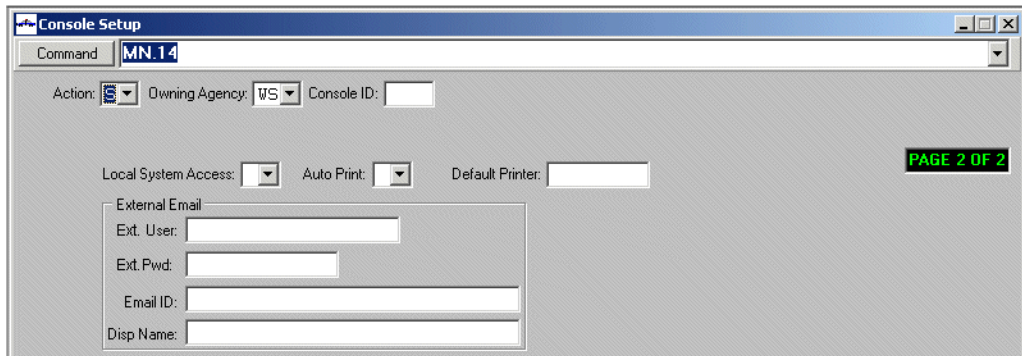 Console Setup
Command MN.14
Action: S Owning Agency: WS Console ID:
PAGE 2 OF 2
Local System Access: Auto Print: Default Printer:
External Email
Ext. User:
Ext.Pwd:
Email ID:
Disp Name: